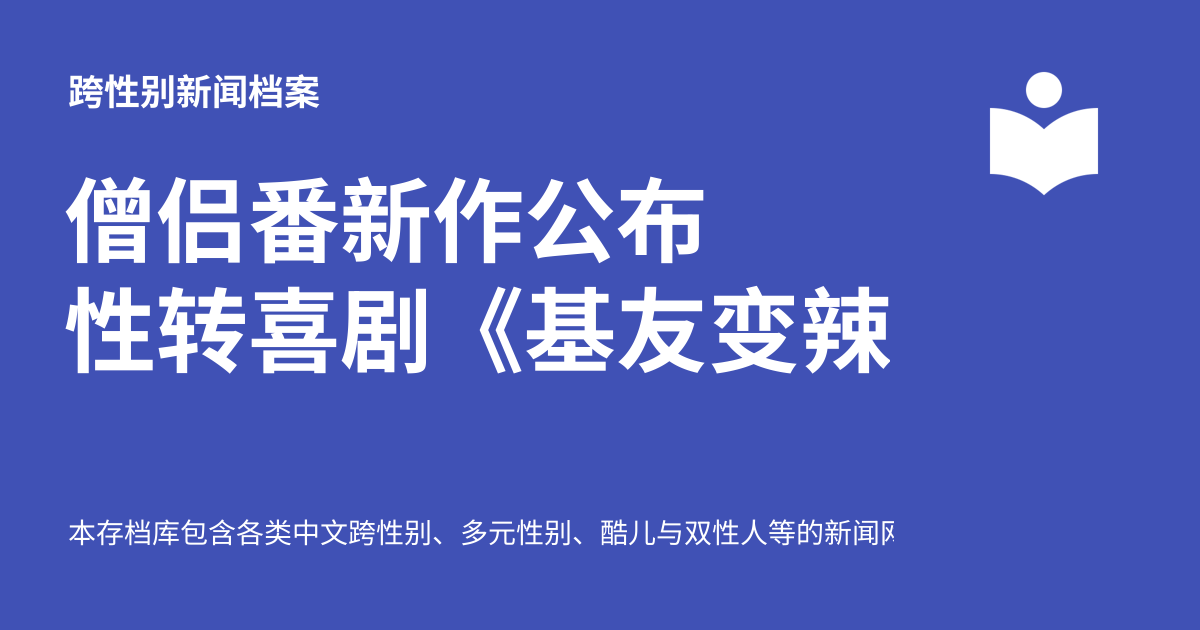 跨性别新闻档案
僧侣番新作公布
性转喜剧《基友变辣
本存档库包含各类中文跨性别、多元性别、酷儿与双性人等的新闻网